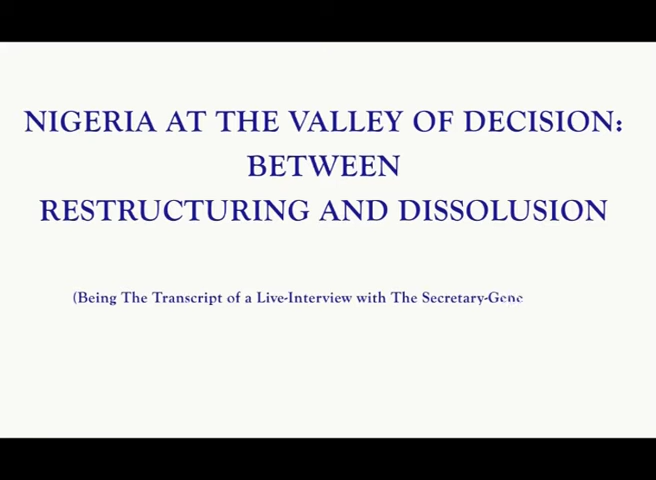 NIGERIA AT THE VALLEY OF DECISION:
BETWEEN
RESTRUCTURING AND DISSOLUSION
(Being The Transcript of a Live-Interview with The Secretary-Gene